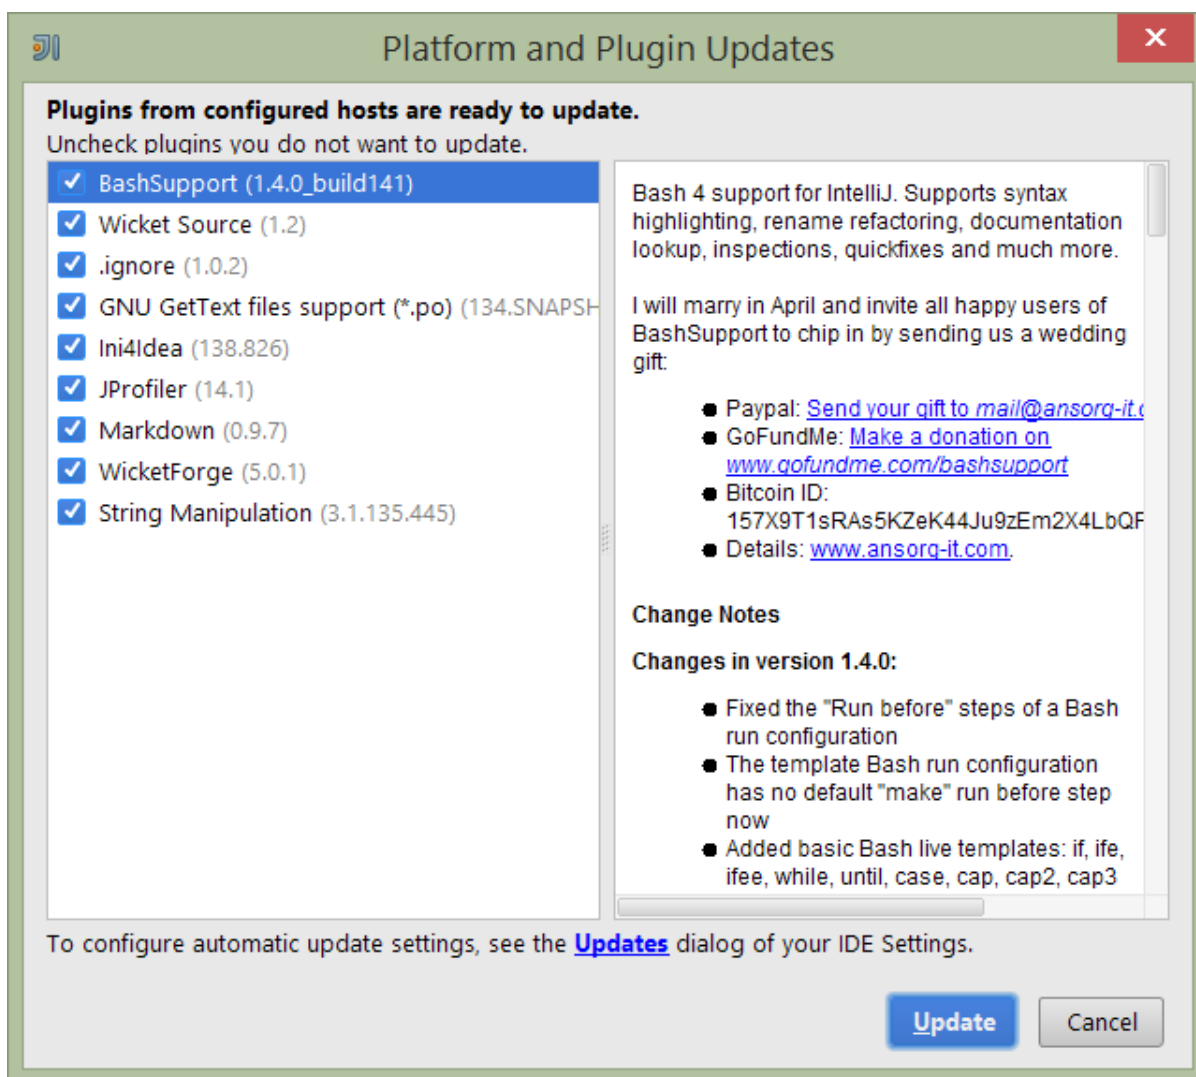 Platform and Plugin Updates
Plugins from configured hosts are ready to update.
Uncheck plugins you do not want to update.
BashSupport (1.4.0_build141)
Wicket Source (1.2)
.ignore (1.0.2)
GNU GetText files support (*.po) (134.SNAPSH
Ini4Idea (138.826)
JProfiler (14.1)
Markdown (0.9.7)
WicketForge (5.0.1)
String Manipulation (3.1.135.445)
Bash 4 support for IntelliJ. Supports syntax
highlighting, rename refactoring, documentation
lookup, inspections, quickfixes and much more.
I will marry in April and invite all happy users of
BashSupport to chip in by sending us a wedding
gift:
Paypal: Send your gift to mail@ansorg-it.c
GoFundMe: Make a donation on
www.gofundme.com/bashsupport
Bitcoin ID:
157X9T1sRAs5KZeK44Ju9zEm2X4LbQF
Details: www.ansorg-it.com.
Change Notes
Changes in version 1.4.0:
Fixed the "Run before" steps of a Bash
run configuration
The template Bash run configuration
has no default "make" run before step
now
Added basic Bash live templates: if, ife,
ifee, while, until, case, cap, cap2, cap3
To configure automatic update settings, see the Updates dialog of your IDE Settings.
Update
Cancel